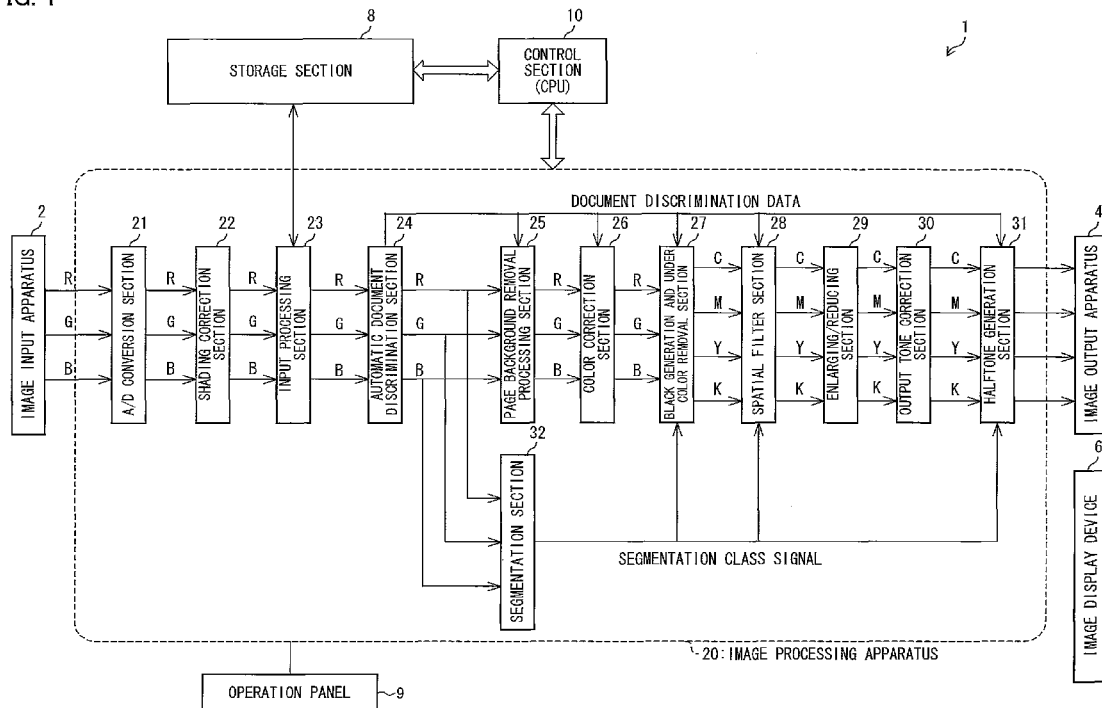 FIG. 1
8
10
1
STORAGE SECTION
CONTROL
SECTION
(CPU)
DOCUMENT DISCRIMINATION DATA
2
21
22
23
24
25
26
27
28
29
30
31
4
IMAGE INPUT APPARATUS
R
G
B
A/D CONVERSION SECTION
R
G
B
SHADING CORRECTION
SECTION
R
G
B
INPUT PROCESSING
SECTION
R
G
B
AUTOMATIC DOCUMENT
DISCRIMINATION SECTION
R
G
B
PAGE BACKGROUND REMOVAL
PROCESSING SECTION
R
G
B
COLOR CORRECTION
SECTION
R
G
B
BLACK GENERATION AND UNDER
COLOR REMOVAL SECTION
C
M
Y
K
SPATIAL FILTER SECTION
C
M
Y
K
ENLARGING/REDUCING
SECTION
C
M
Y
K
OUTPUT TONE CORRECTION
SECTION
C
M
Y
K
HALFTONE GENERATION
SECTION
IMAGE OUTPUT APPARATUS
32
SEGMENTATION SECTION
SEGMENTATION CLASS SIGNAL
6
IMAGE DISPLAY DEVICE
20:IMAGE PROCESSING APPARATUS
OPERATION PANEL
9